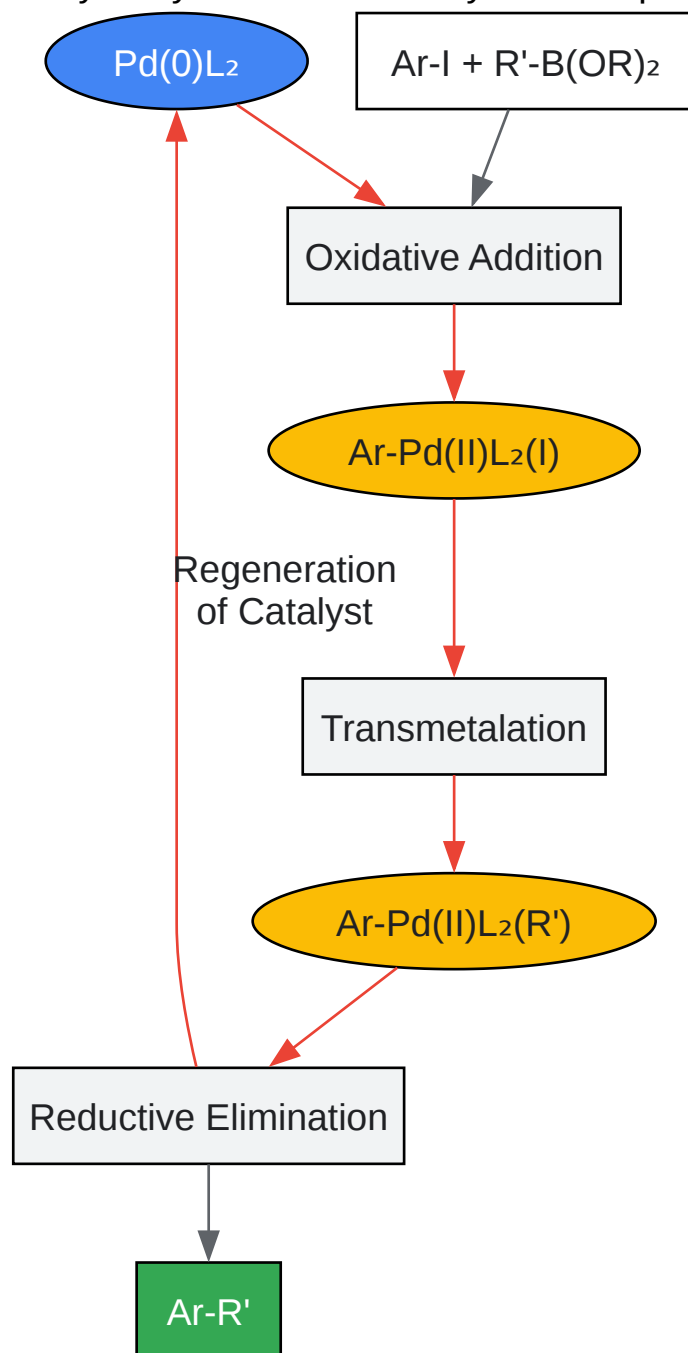 Pd(0)L₂
Ar-I + R'-B(OR)₂
Oxidative Addition
Ar-Pd(II)L₂(I)
Regeneration
of Catalyst
Transmetalation
Ar-Pd(II)L₂(R')
Reductive Elimination
Ar-R'